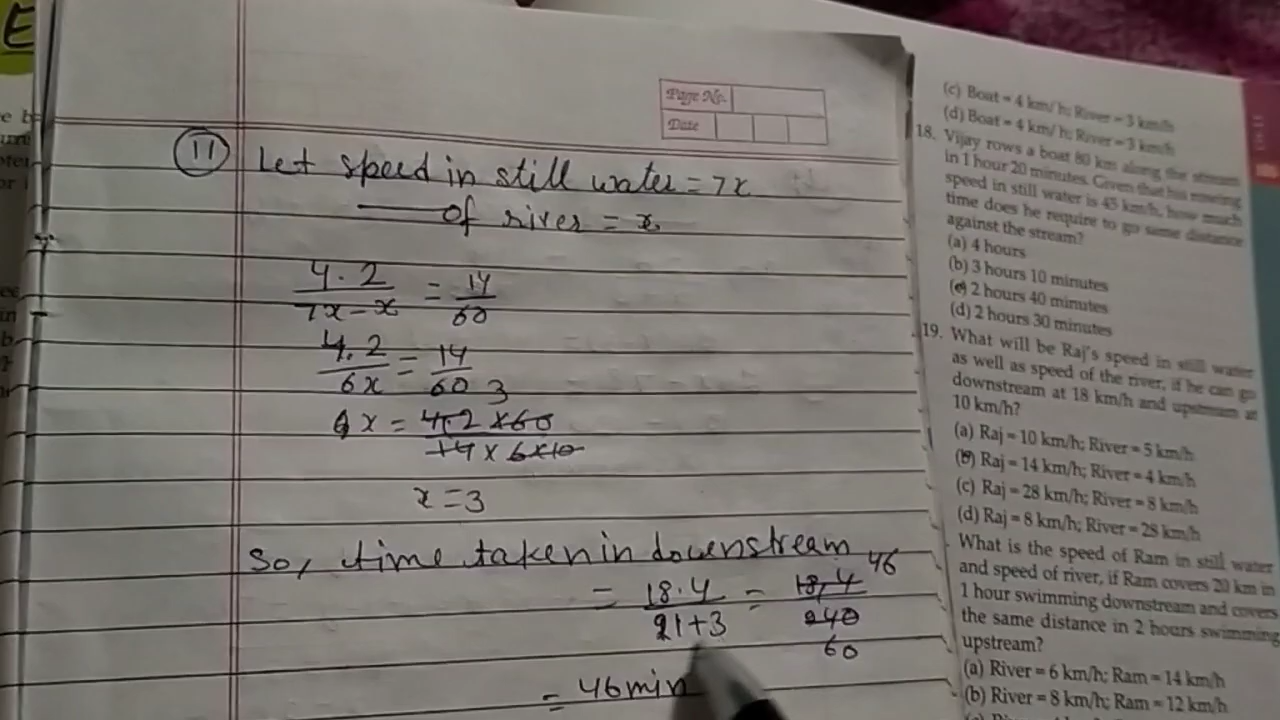 E
Page No.
Date
11 Let speed in still water = 7x
—— of river = x
4.2 / 7x - x = 14 / 60
4.2 / 6x = 14 / 60
3
x = 4.2 x 60 / 14 x 6 x 10
x = 3
So, time taken in downstream
= 18.4 / 21+3 = 18.4 / 240
46
60
= 46 min
(c) Boat = 4 km/h; River = 3 km/h
(d) Boat = 4 km/h; River = 3 km/h
18. Vijay rows a boat 80 km along the stream
in 1 hour 20 minutes. Given that his rowing
speed in still water is 45 km/h, how much
time does he require to go same distance
against the stream?
(a) 4 hours
(b) 3 hours 10 minutes
(c) 2 hours 40 minutes
(d) 2 hours 30 minutes
19. What will be Raj's speed in still water
as well as speed of the river, if he can go
downstream at 18 km/h and upstream at
10 km/h?
(a) Raj = 10 km/h; River = 5 km/h
(b) Raj = 14 km/h; River = 4 km/h
(c) Raj = 28 km/h; River = 8 km/h
(d) Raj = 8 km/h; River = 28 km/h
What is the speed of Ram in still water
and speed of river, if Ram covers 20 km in
1 hour swimming downstream and covers
the same distance in 2 hours swimming
upstream?
(a) River = 6 km/h; Ram = 14 km/h
(b) River = 8 km/h; Ram = 12 km/h